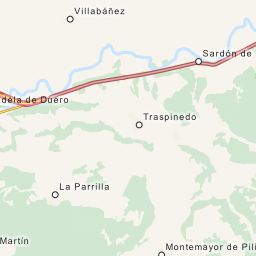 Villabáñez
Sardón de
dela de Duero
Traspinedo
La Parrilla
Martín
Montemayor de Pili